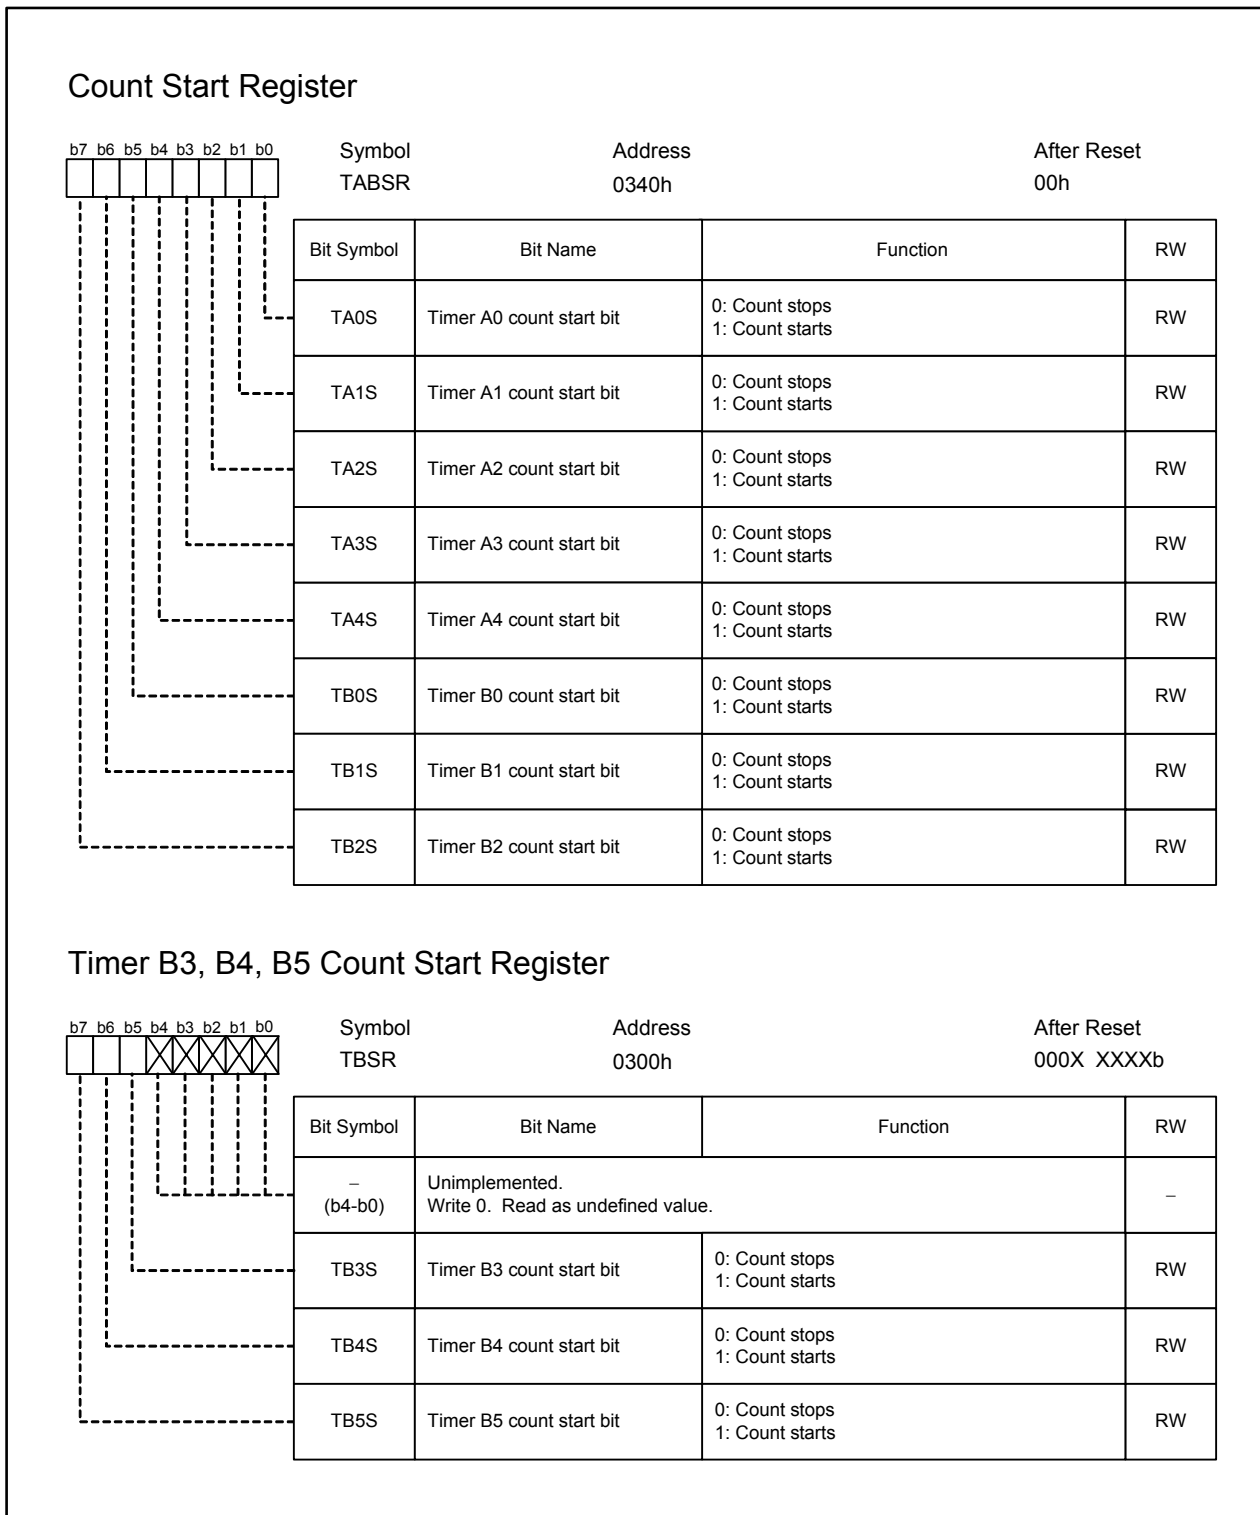 Count Start Register
b7 b6 b5 b4 b3 b2 b1 b0
Symbol Address After Reset
TABSR 0340h 00h
Bit Symbol Bit Name Function RW
TA0S Timer A0 count start bit 0: Count stops
1: Count starts RW
TA1S Timer A1 count start bit 0: Count stops
1: Count starts RW
TA2S Timer A2 count start bit 0: Count stops
1: Count starts RW
TA3S Timer A3 count start bit 0: Count stops
1: Count starts RW
TA4S Timer A4 count start bit 0: Count stops
1: Count starts RW
TB0S Timer B0 count start bit 0: Count stops
1: Count starts RW
TB1S Timer B1 count start bit 0: Count stops
1: Count starts RW
TB2S Timer B2 count start bit 0: Count stops
1: Count starts RW
Timer B3, B4, B5 Count Start Register
b7 b6 b5 b4 b3 b2 b1 b0
Symbol Address After Reset
TBSR 0300h 000X XXXXb
Bit Symbol Bit Name Function RW
– Unimplemented.
(b4-b0) Write 0. Read as undefined value. –
TB3S Timer B3 count start bit 0: Count stops
1: Count starts RW
TB4S Timer B4 count start bit 0: Count stops
1: Count starts RW
TB5S Timer B5 count start bit 0: Count stops
1: Count starts RW